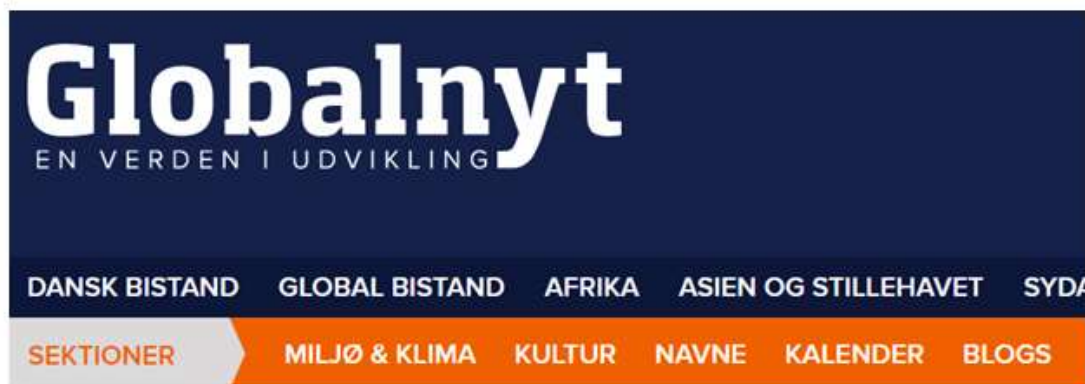 Globalnyt
EN VERDEN I UDVIKLING
DANSK BISTAND GLOBAL BISTAND AFRIKA ASIEN OG STILLEHAVET SYDA
SEKTIONER MILJØ & KLIMA KULTUR NAVNE KALENDER BLOGS